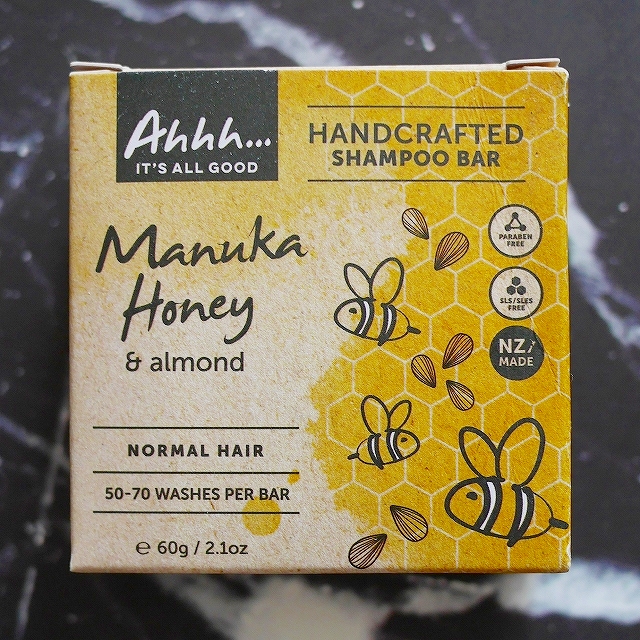 Ahhh...
IT'S ALL GOOD
HANDCRAFTED
SHAMPOO BAR
Manuka
Honey
& almond
PARABEN
FREE
SLS/SLES
FREE
NZ/
MADE
NORMAL HAIR
50-70 WASHES PER BAR
℮ 60g / 2.1oz